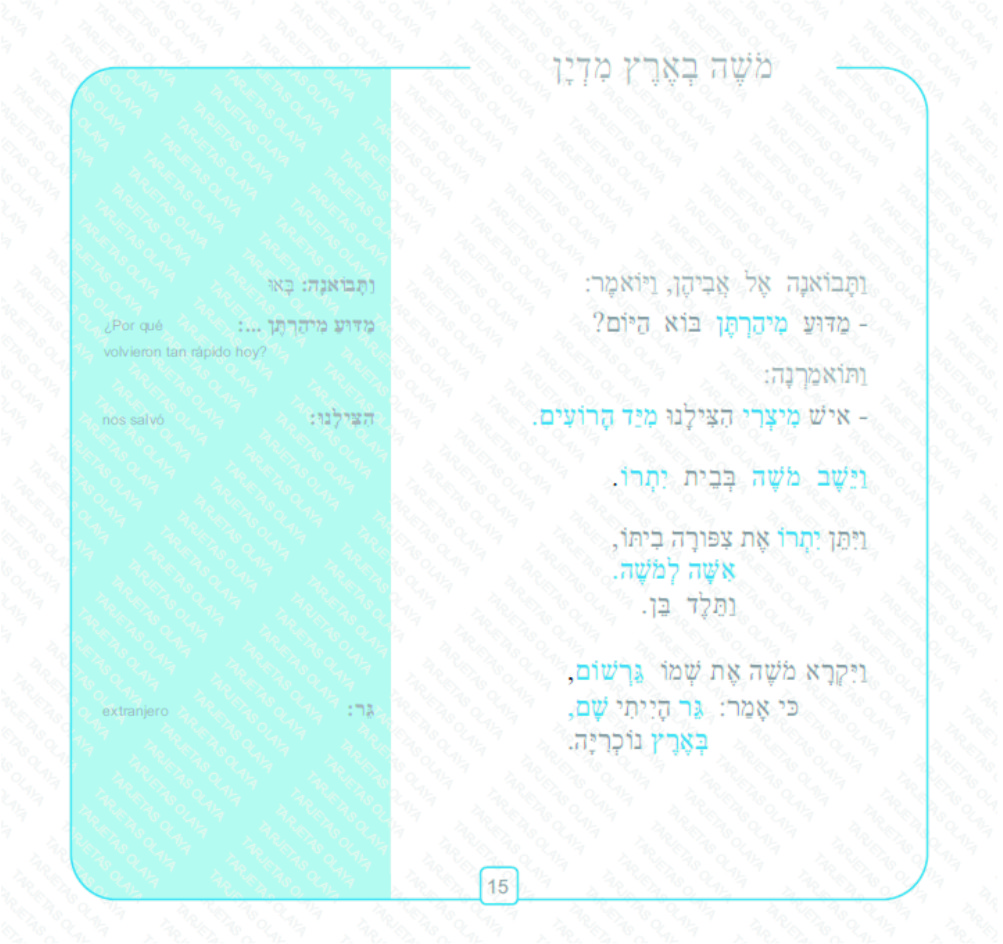 מֹשֶׁה בְּאֶרֶץ מִדְיָן
וַתָּבוֹאנָה אֶל אֲבִיהֶן, וַיּוֹאמֶר:
- מַדּוּעַ מִיהַרְתֶּן בּוֹא הַיּוֹם?
וַתּוֹאמַרְנָה:
- אִישׁ מִיצְרִי הִצִּילָנוּ מִיַּד הָרוֹעִים.
וַיֵּשֶׁב מֹשֶׁה בְּבֵית יִתְרוֹ.
וַיִּתֵּן יִתְרוֹ אֶת צִפּוֹרָה בִּיתּוֹ,
אִשָּׁה לְמֹשֶׁה.
וַתֵּלֶד בֵּן.
וַיִּקְרָא מֹשֶׁה אֶת שְׁמוֹ גֵּרְשׁוֹם,
כִּי אָמַר: גֵּר הָיִיתִי שָׁם,
בְּאֶרֶץ נוֹכְרִיָּה.
וַתָּבוֹאנָה: בָּאוּ
מַדּוּעַ מִיהַרְתֶּן ...: ¿Por qué
volvieron tan rápido hoy?
הִצִּילָנוּ: nos salvó
גֵּר: extranjero
15
TARJETAS OLAYA